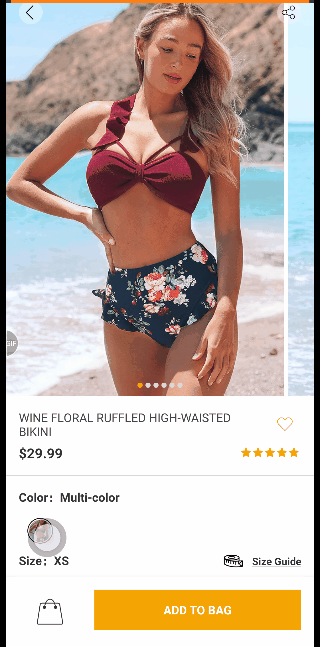 GIF
WINE FLORAL RUFFLED HIGH-WAISTED
BIKINI
$29.99
Color: Multi-color
Size: XS
Size Guide
ADD TO BAG